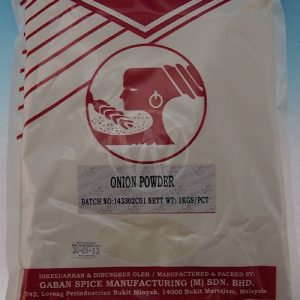 ONION POWDER
BATCH NO:143302C01 NETT WT: 1KGS/PCT
30-05-13
DIKELUARKAN & DIBUNGKUS OLEH / MANUFACTURED & PACKED BY:
GABAN SPICE MANUFACTURING (M) SDN. BHD.
742, Lorong Perindustrian Bukit Minyak, 14000 Bukit Mertajam, Malaysia.